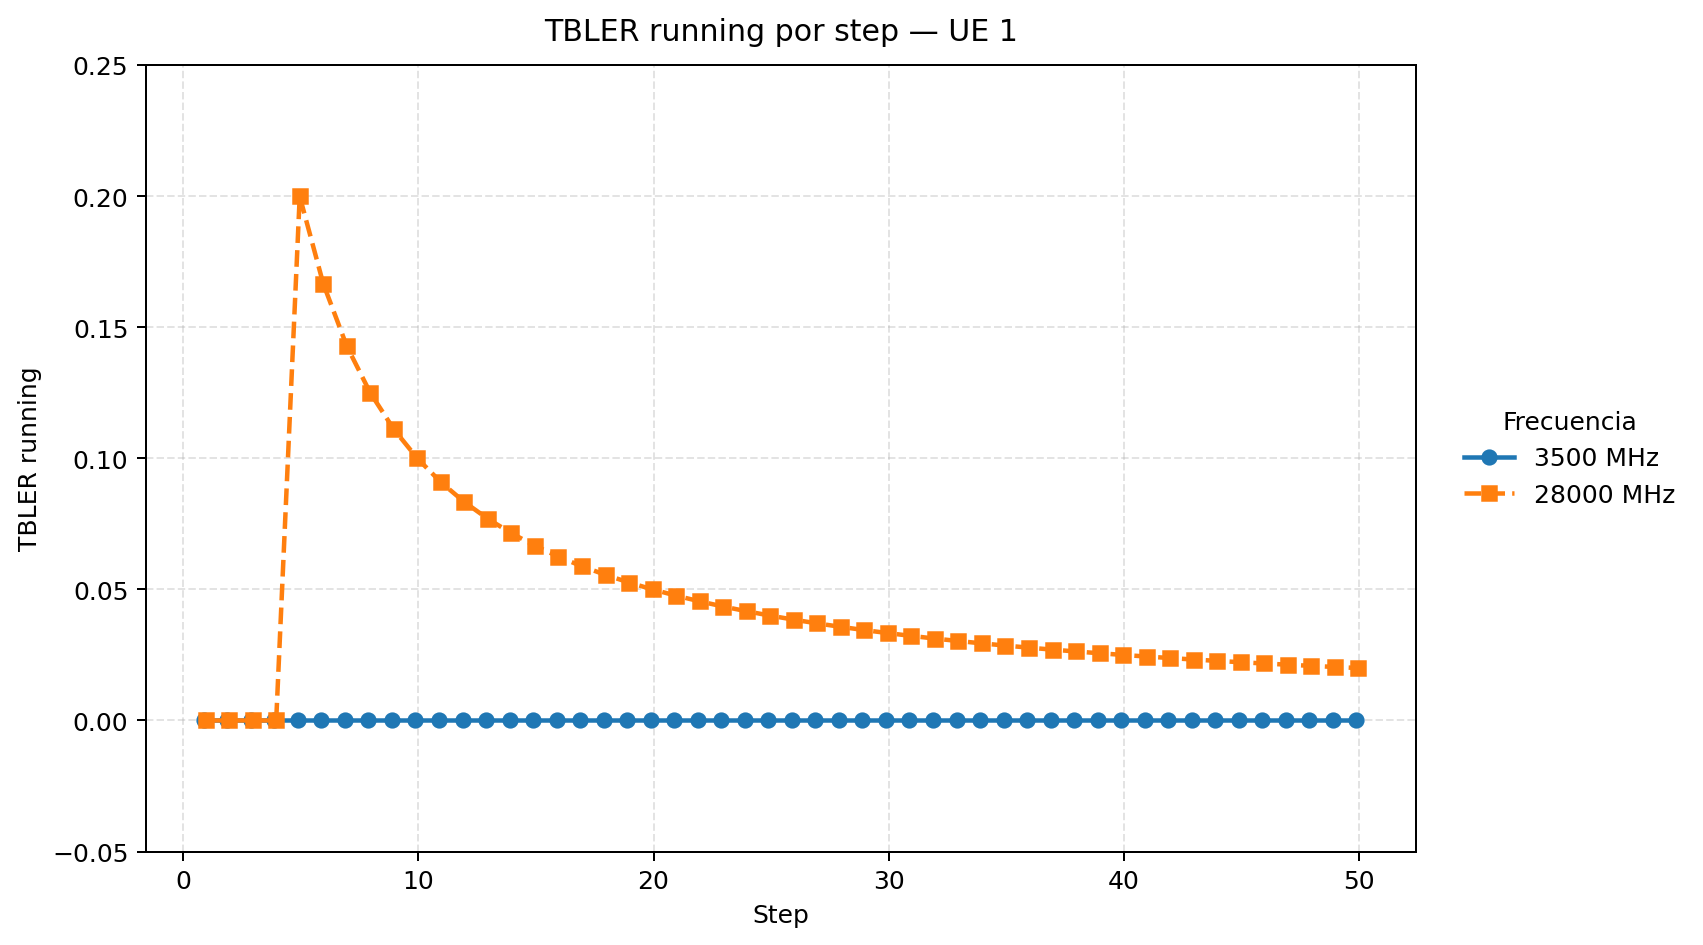 TBLER running por step — UE 1
0.25
0.20
0.15
0.10
0.05
0.00
−0.05
TBLER running
0 10 20 30 40 50
Step
Frecuencia
3500 MHz
28000 MHz